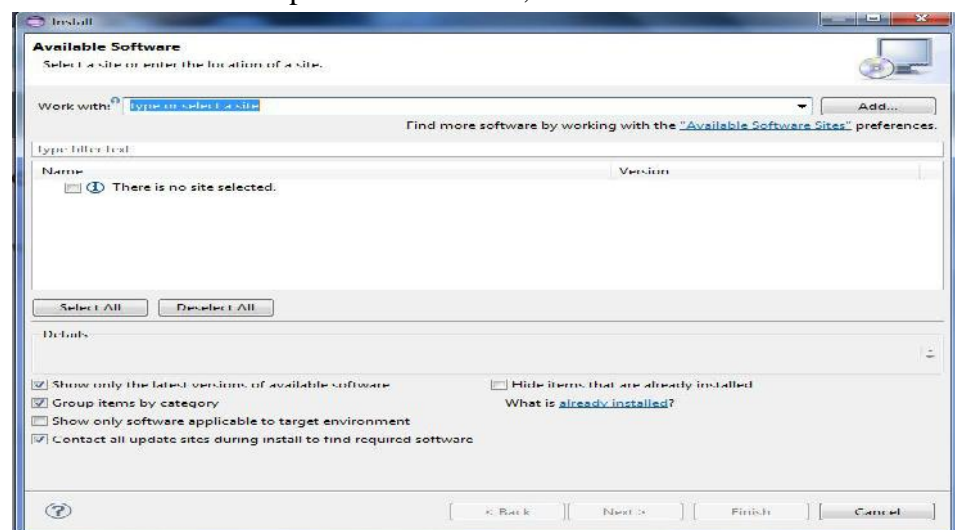 Install
Available Software
Select a site or enter the location of a site.
Work with: type or select a site
Add...
Find more software by working with the "Available Software Sites" preferences.
type filter text
Name Version
There is no site selected.
Select All Deselect All
Details
Show only the latest versions of available software Hide items that are already installed
Group items by category What is already installed?
Show only software applicable to target environment
Contact all update sites during install to find required software
< Back Next > Finish Cancel